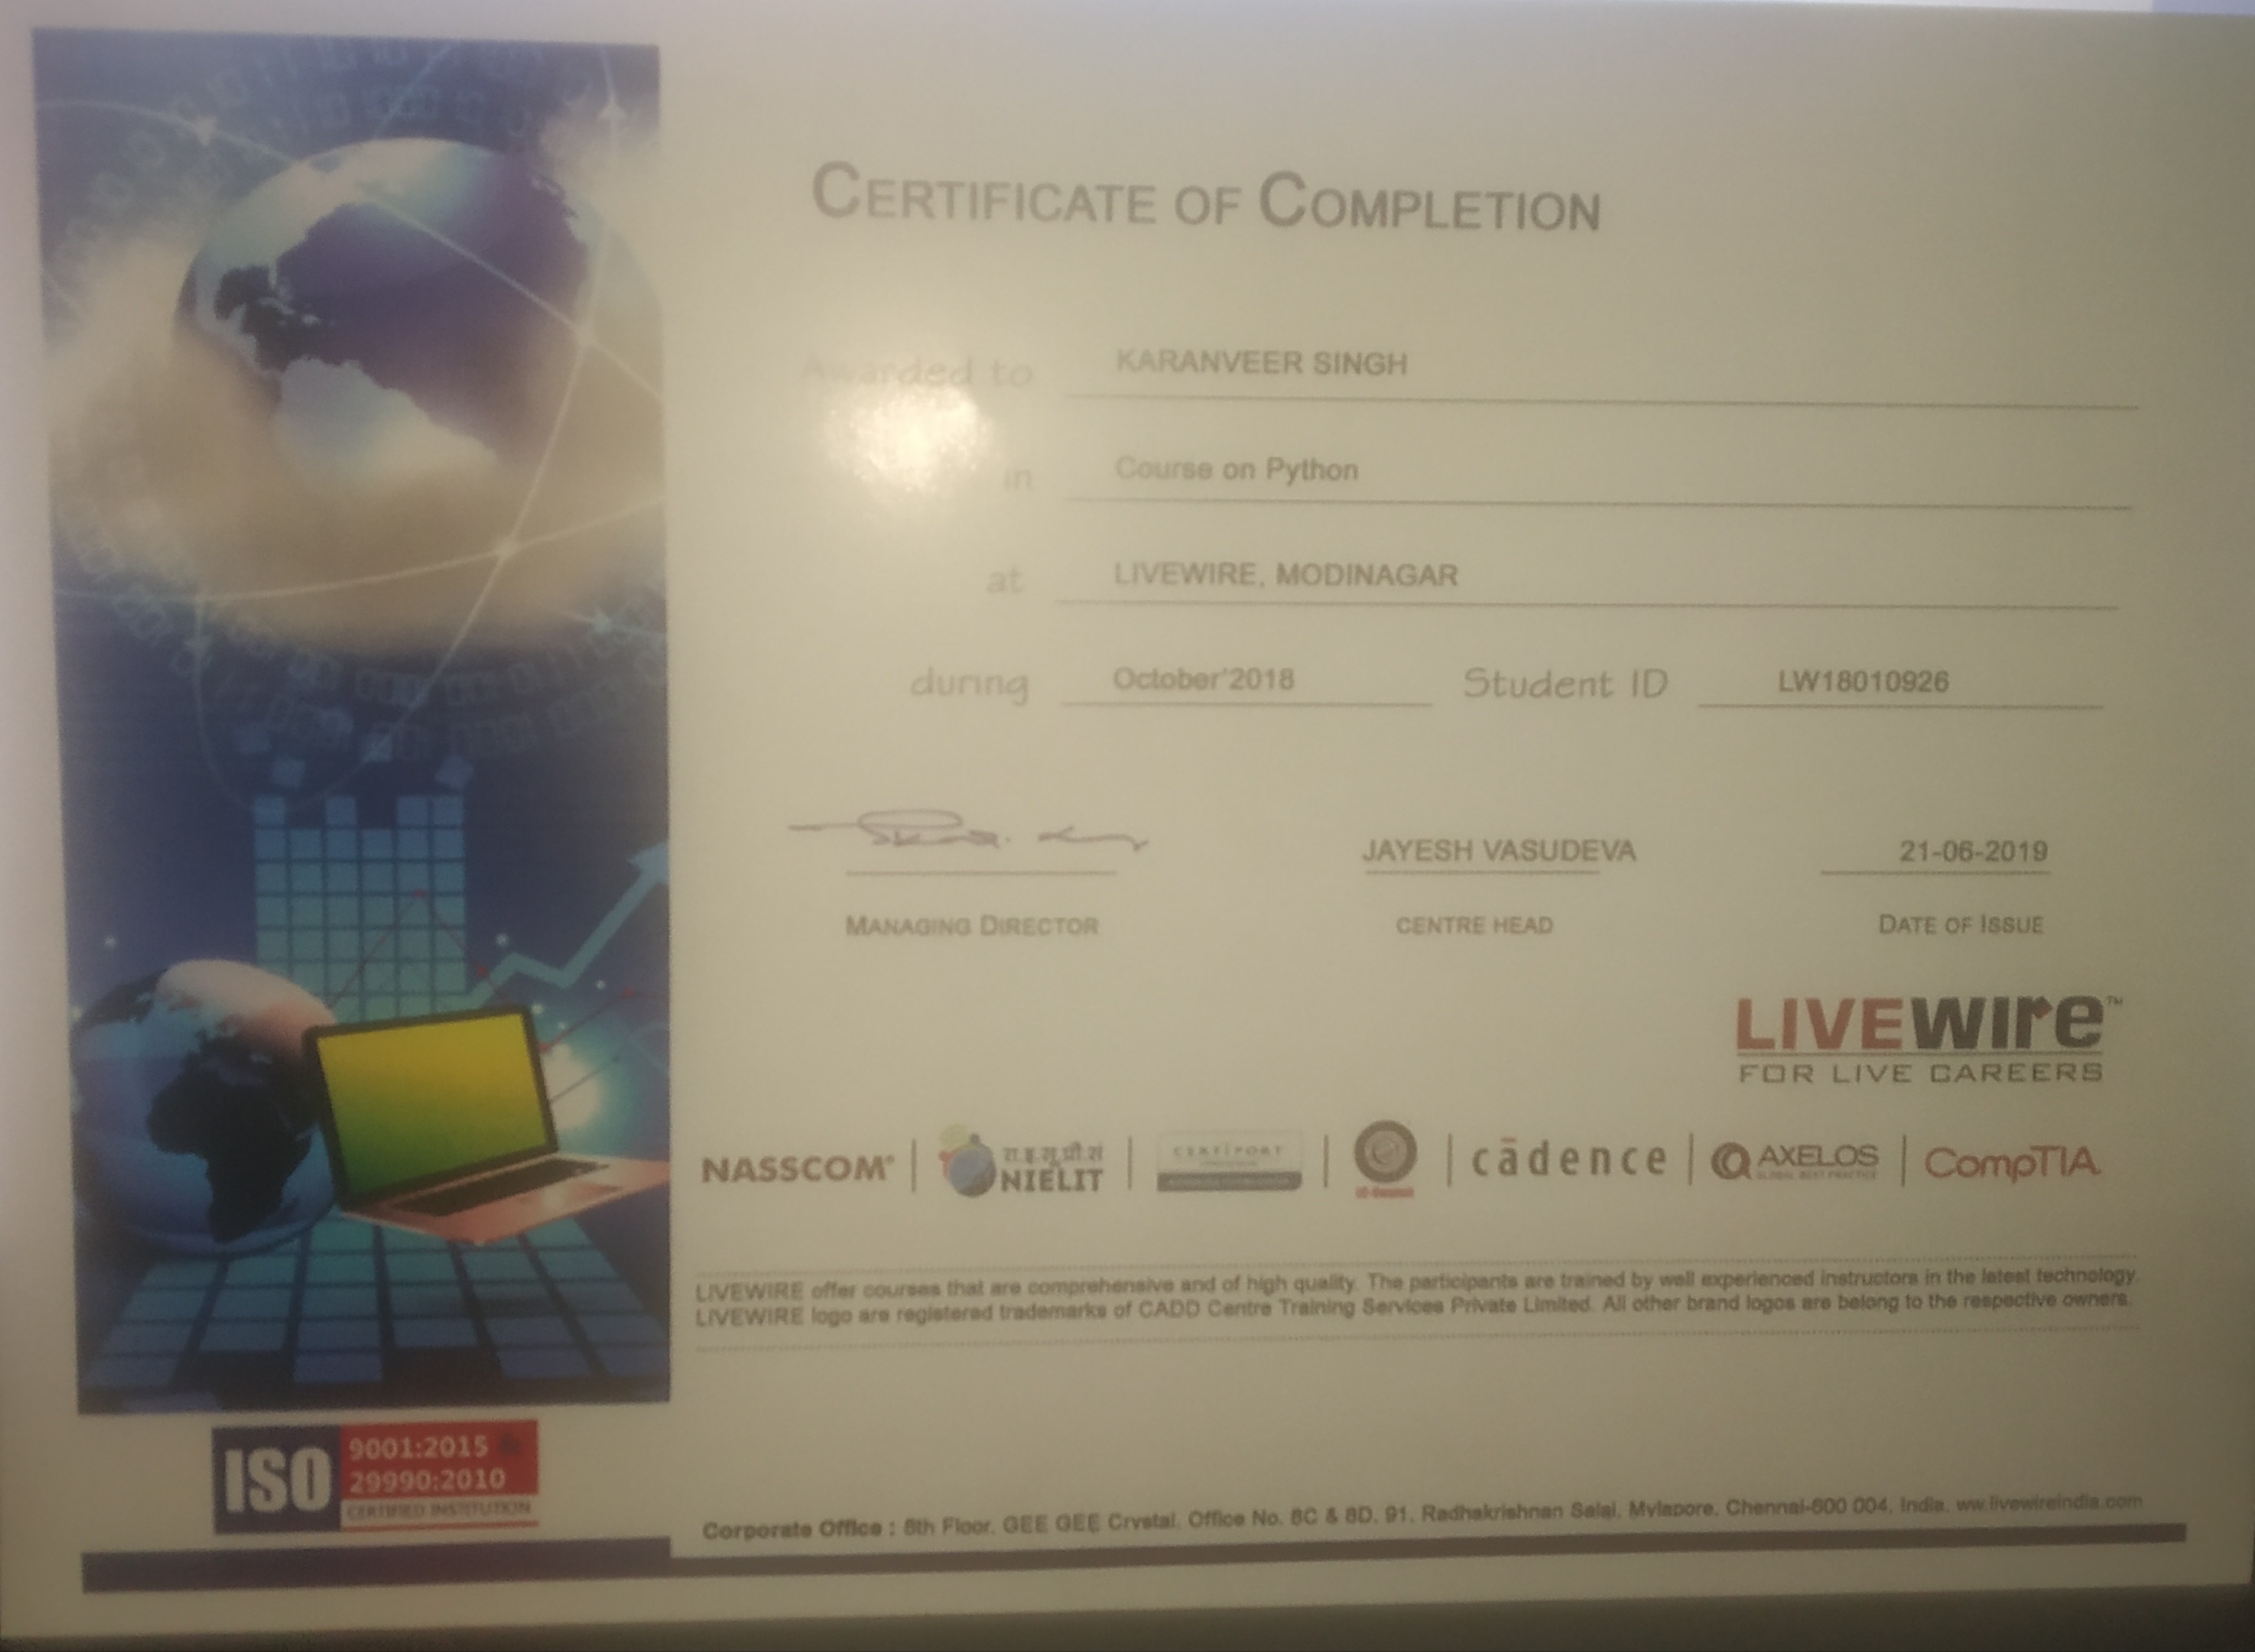 CERTIFICATE OF COMPLETION
Awarded to KARANVEER SINGH
in Course on Python
at LIVEWIRE, MODINAGAR
during October'2018 Student ID LW18010926
JAYESH VASUDEVA 21-06-2019
MANAGING DIRECTOR CENTRE HEAD DATE OF ISSUE
LIVEWIRE™
FOR LIVE CAREERS
NASSCOM® रा.इ.सू.प्रौ.सं NIELIT CERTIPORT cādence AXELOS GLOBAL BEST PRACTICE CompTIA
LIVEWIRE offer courses that are comprehensive and of high quality. The participants are trained by well experienced instructors in the latest technology.
LIVEWIRE logo are registered trademarks of CADD Centre Training Services Private Limited. All other brand logos are belong to the respective owners.
ISO 9001:2015 &
29990:2010
CERTIFIED INSTITUTION
Corporate Office : 8th Floor, GEE GEE Crystal, Office No. 8C & 8D, 91, Radhakrishnan Salai, Mylapore, Chennai-600 004, India. ww.livewireindia.com